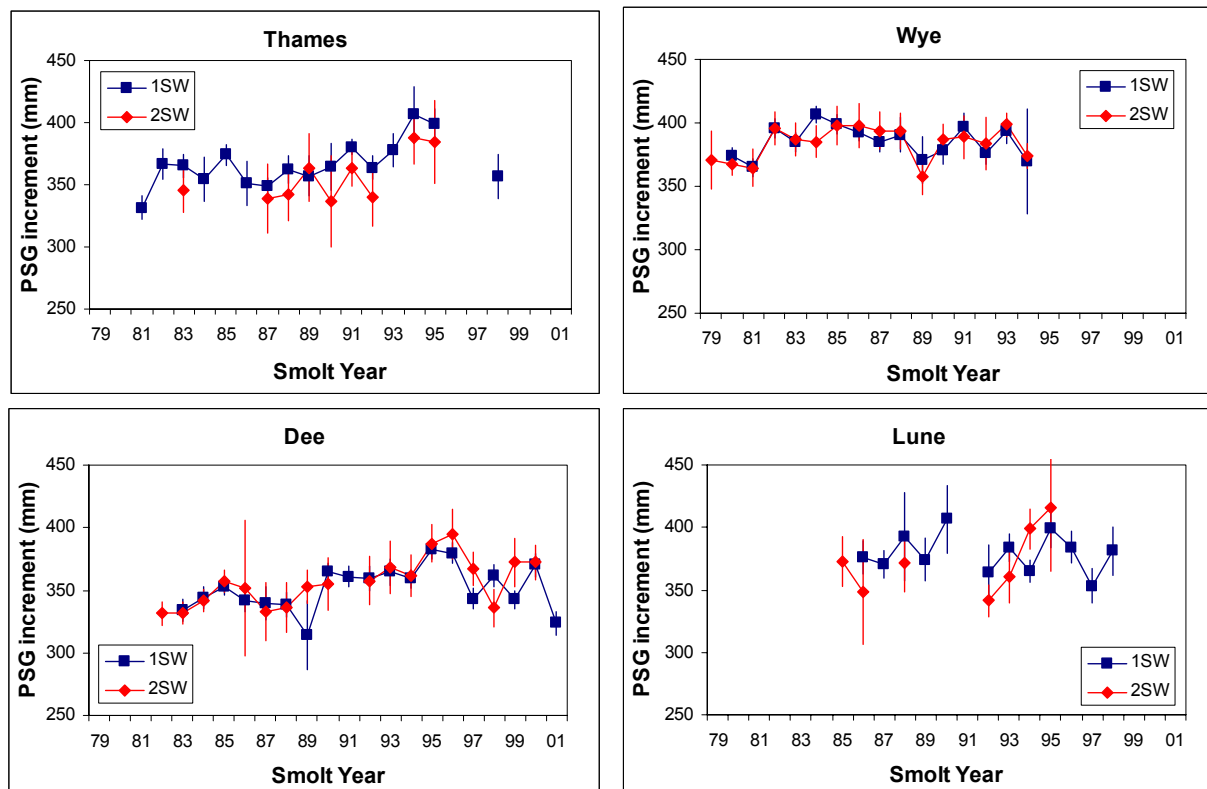 Thames
PSG increment (mm)
450
400
350
300
250
1SW
2SW
79 81 83 85 87 89 91 93 95 97 99 01
Smolt Year
Wye
PSG increment (mm)
450
400
350
300
250
1SW
2SW
79 81 83 85 87 89 91 93 95 97 99 01
Smolt Year
Dee
PSG increment (mm)
450
400
350
300
250
1SW
2SW
79 81 83 85 87 89 91 93 95 97 99 01
Smolt Year
Lune
PSG increment (mm)
450
400
350
300
250
1SW
2SW
79 81 83 85 87 89 91 93 95 97 99 01
Smolt Year